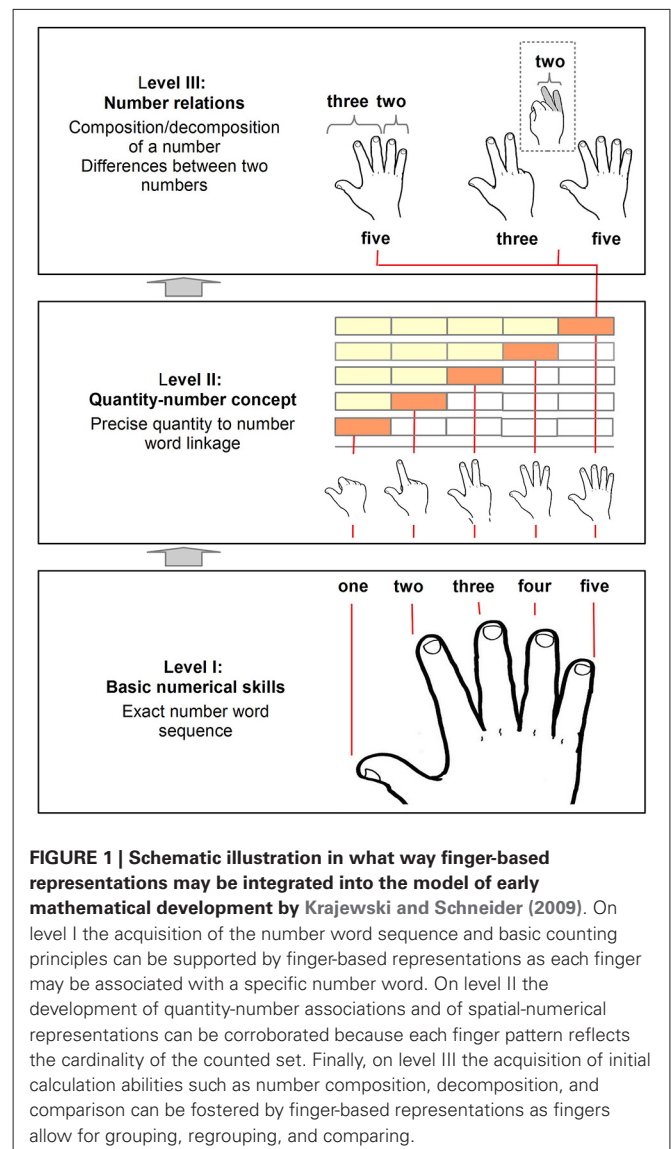 Level III:
Number relations
Composition/decomposition
of a number
Differences between two
numbers
three two
two
five
three
five
Level II:
Quantity-number concept
Precise quantity to number
word linkage
one two three four five
Level I:
Basic numerical skills
Exact number word
sequence
FIGURE 1 | Schematic illustration in what way finger-based
representations may be integrated into the model of early
mathematical development by Krajewski and Schneider (2009). On
level I the acquisition of the number word sequence and basic counting
principles can be supported by finger-based representations as each finger
may be associated with a specific number word. On level II the
development of quantity-number associations and of spatial-numerical
representations can be corroborated because each finger pattern reflects
the cardinality of the counted set. Finally, on level III the acquisition of initial
calculation abilities such as number composition, decomposition, and
comparison can be fostered by finger-based representations as fingers
allow for grouping, regrouping, and comparing.